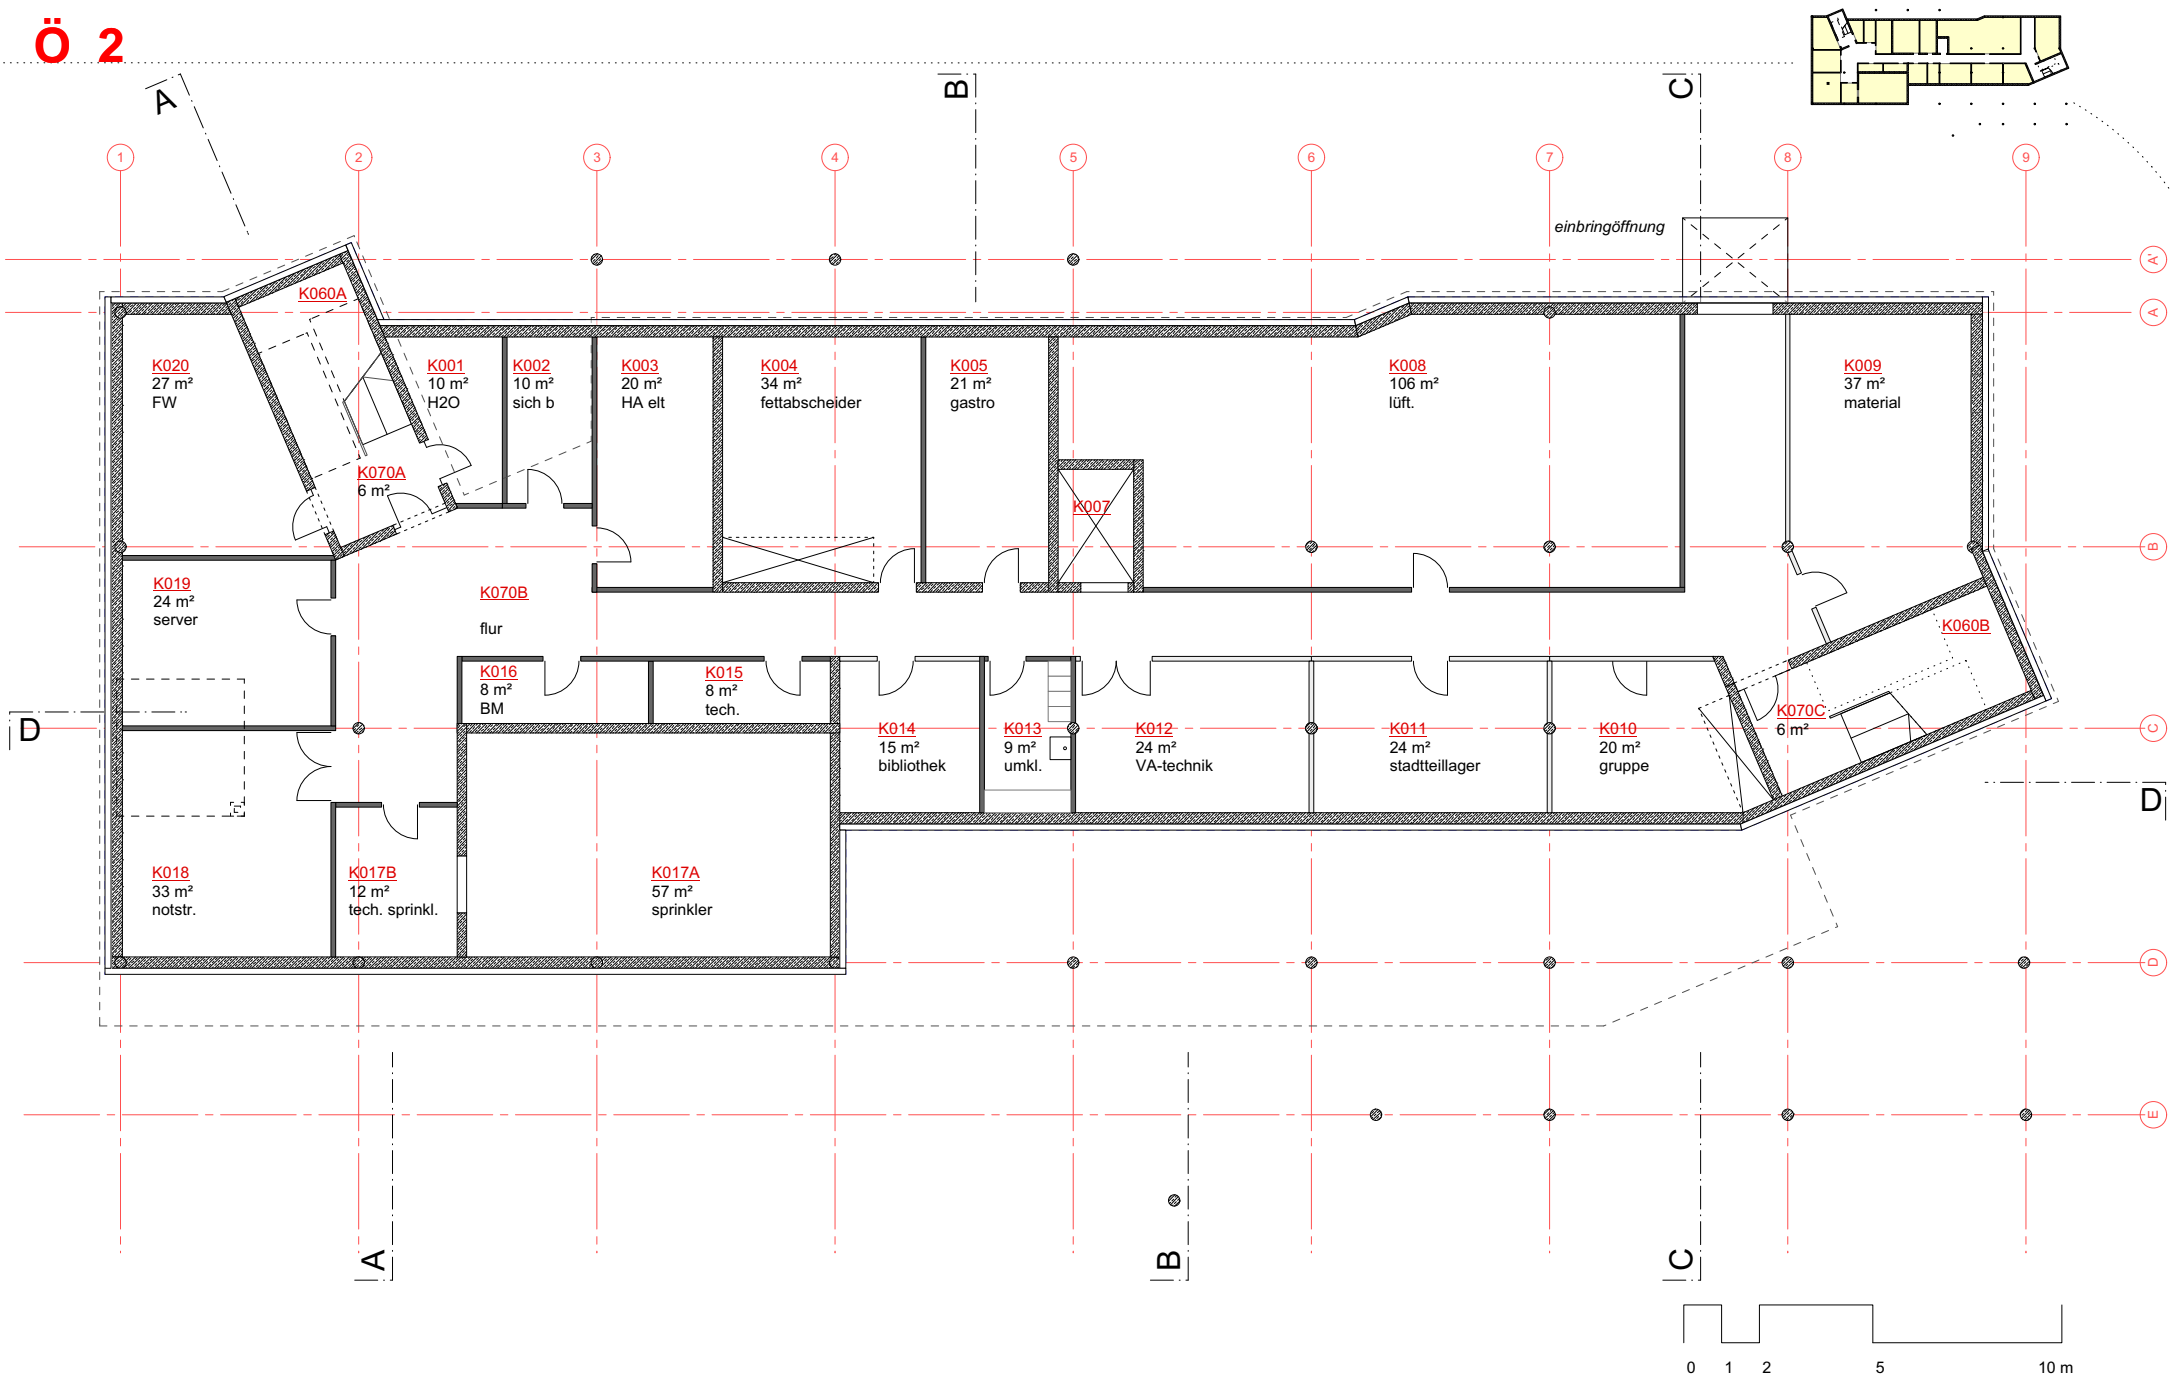 Ö 2
A
B
C
1
2
3
4
5
6
7
8
9
einbringöffnung
A'
A
K060A
K020
27 m²
FW
K001
10 m²
H2O
K002
10 m²
sich b
K003
20 m²
HA elt
K004
34 m²
fettabscheider
K005
21 m²
gastro
K008
106 m²
lüft.
K009
37 m²
material
K070A
6 m²
K007
B
K019
24 m²
server
K070B
flur
K060B
K016
8 m²
BM
K015
8 m²
tech.
K014
15 m²
bibliothek
K013
9 m²
umkl.
K012
24 m²
VA-technik
K011
24 m²
stadtteillager
K010
20 m²
gruppe
K070C
6 m²
C
D
D
K018
33 m²
notstr.
K017B
12 m²
tech. sprinkl.
K017A
57 m²
sprinkler
D
E
A
B
C
0 1 2 5 10 m